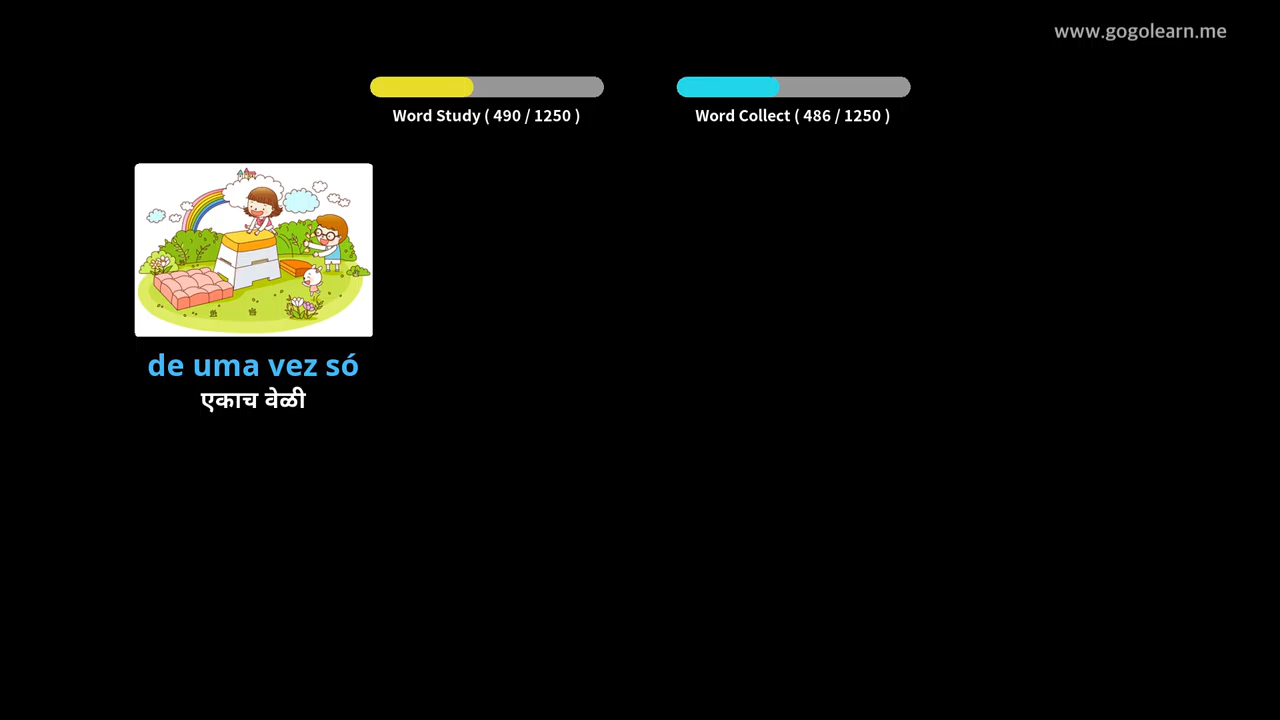 www.gogolearn.me
Word Study ( 490 / 1250 )
Word Collect ( 486 / 1250 )
de uma vez só
एकाच वेळी